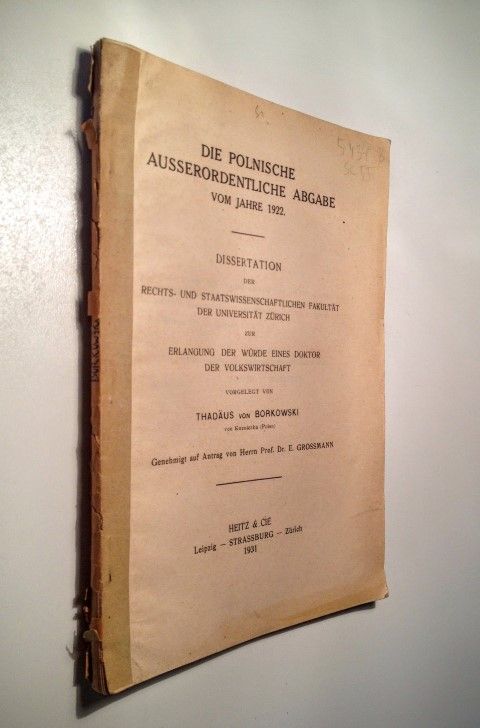 DIE POLNISCHE
AUSSERORDENTLICHE ABGABE
VOM JAHRE 1922.
DISSERTATION
DER
RECHTS- UND STAATSWISSENSCHAFTLICHEN FAKULTÄT
DER UNIVERSITÄT ZÜRICH
ZUR
ERLANGUNG DER WÜRDE EINES DOKTOR
DER VOLKSWIRTSCHAFT
VORGELEGT VON
THADÄUS VON BORKOWSKI
von (Polen)
Genehmigt auf Antrag von Herrn Prof. Dr. E. GROSSMANN
HEITZ & CIE
Leipzig — STRASSBURG — Zürich
1931